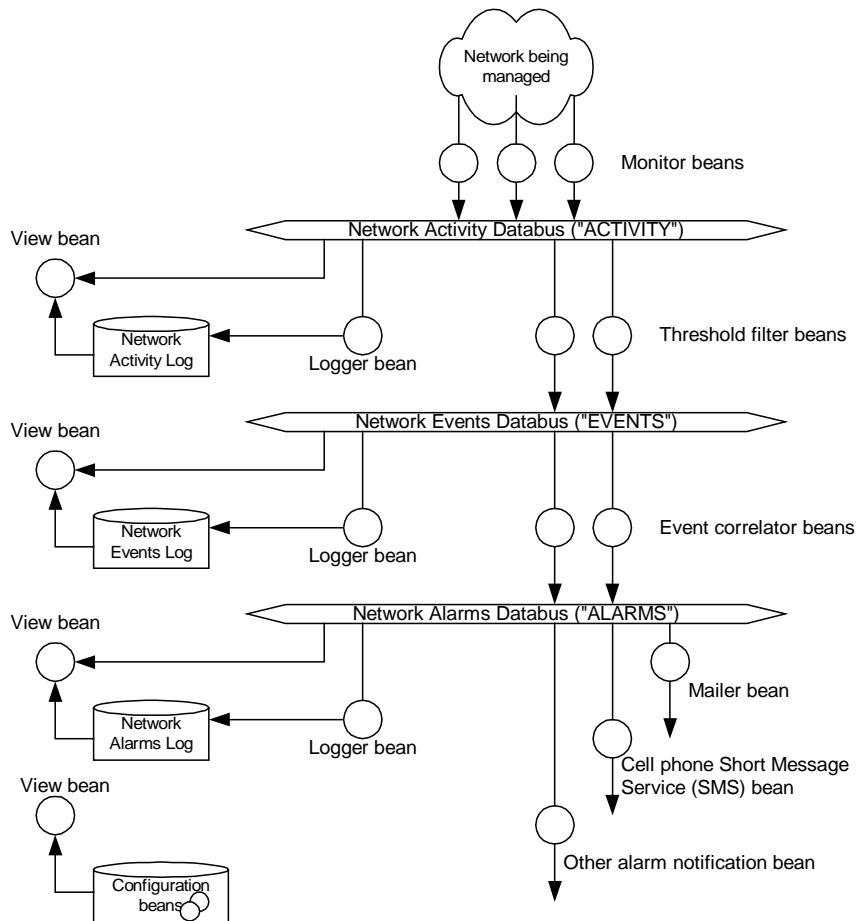 Network being
managed
Monitor beans
Network Activity Databus ("ACTIVITY")
View bean
Network
Activity Log
Logger bean
Threshold filter beans
Network Events Databus ("EVENTS")
View bean
Network
Events Log
Logger bean
Event correlator beans
Network Alarms Databus ("ALARMS")
View bean
Network
Alarms Log
Logger bean
Mailer bean
Cell phone Short Message
Service (SMS) bean
View bean
Other alarm notification bean
Configuration
beans